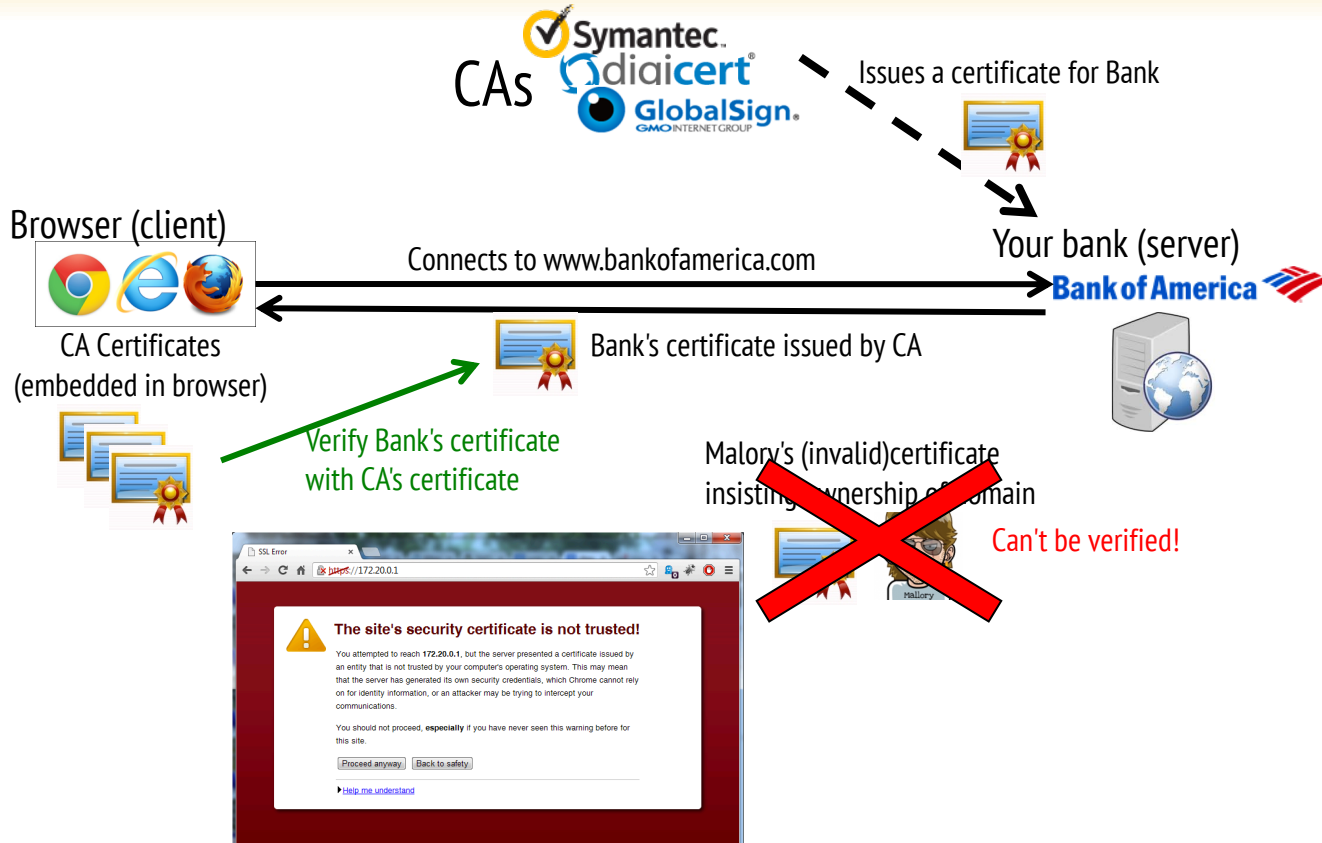 Symantec™
CAs
digicert®
GlobalSign®
GMO INTERNET GROUP
Issues a certificate for Bank
Browser (client)
Your bank (server)
Connects to www.bankofamerica.com
Bank of America
CA Certificates
(embedded in browser)
Bank's certificate issued by CA
Verify Bank's certificate
with CA's certificate
Malory's (invalid)certificate
insisting ownership of domain
Can't be verified!
Mallory
SSL Error
https://172.20.0.1
The site's security certificate is not trusted!
You attempted to reach 172.20.0.1, but the server presented a certificate issued by
an entity that is not trusted by your computer's operating system. This may mean
that the server has generated its own security credentials, which Chrome cannot rely
on for identity information, or an attacker may be trying to intercept your
communications.
You should not proceed, especially if you have never seen this warning before for
this site.
Proceed anyway Back to safety
Help me understand